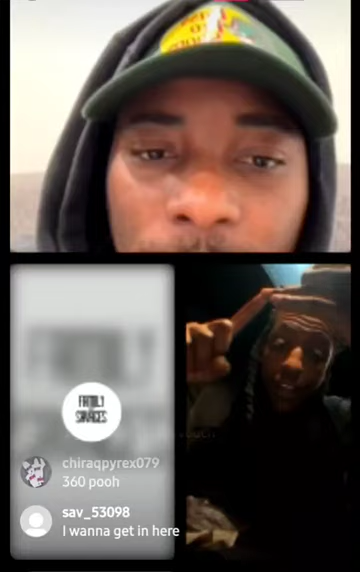 FAMILY
SAVAGES
chiraqpyrex079
360 pooh
sav_53098
I wanna get in here